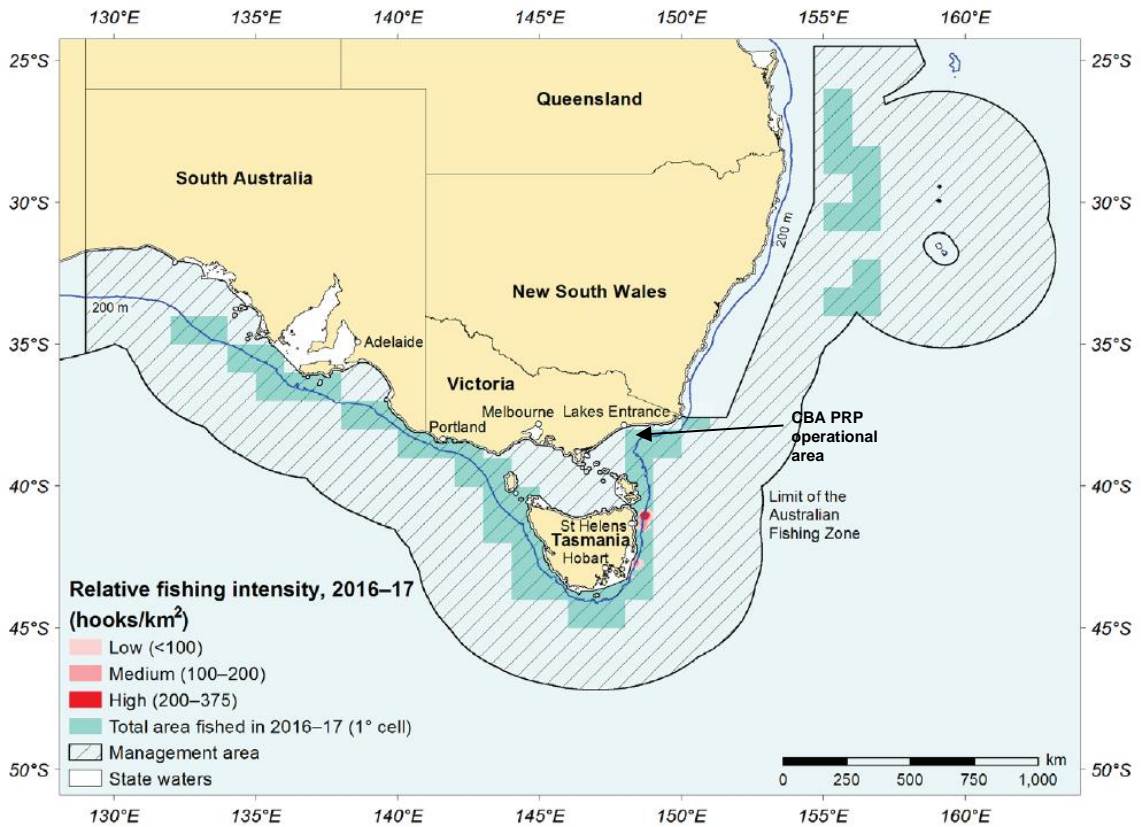 130°E 135°E 140°E 145°E 150°E 155°E 160°E
25°S 25°S
Queensland
South Australia
30°S 30°S
200 m
New South Wales
200 m
35°S 35°S
Adelaide
Victoria
Melbourne Lakes Entrance
Portland
CBA PRP
operational
area
40°S 40°S
Limit of the
Australian
Fishing Zone
St Helens
Tasmania
Hobart
Relative fishing intensity, 2016–17
(hooks/km²)
45°S 45°S
Low (<100)
Medium (100–200)
High (200–375)
Total area fished in 2016–17 (1° cell)
Management area
State waters
km
0 250 500 750 1,000
50°S 50°S
130°E 135°E 140°E 145°E 150°E 155°E 160°E